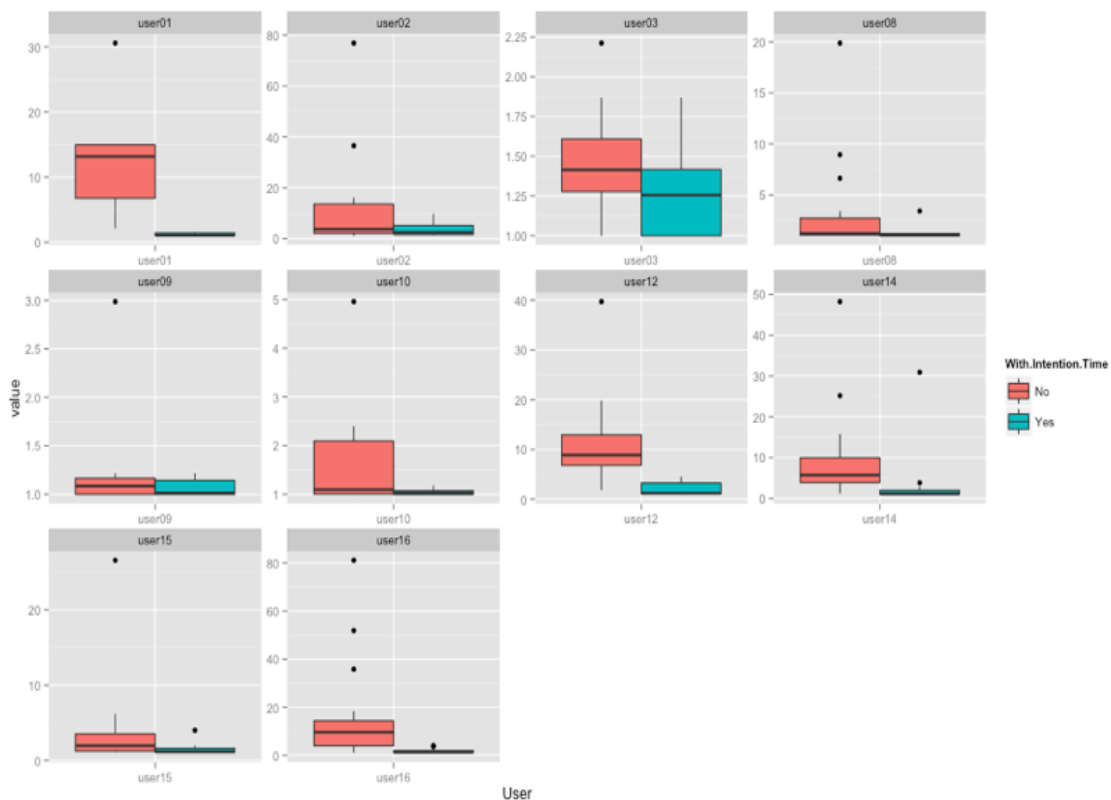 user01
user02
user03
user08
30
20
10
0
80
60
40
20
0
2.25
2.00
1.75
1.50
1.25
1.00
20
15
10
5
user01
user02
user03
user08
user09
user10
user12
user14
3.0
2.5
2.0
1.5
1.0
5
4
3
2
1
40
30
20
10
0
50
40
30
20
10
0
user09
user10
user12
user14
user15
user16
20
10
0
80
60
40
20
0
user15
user16
value
User
With.Intention.Time
No
Yes